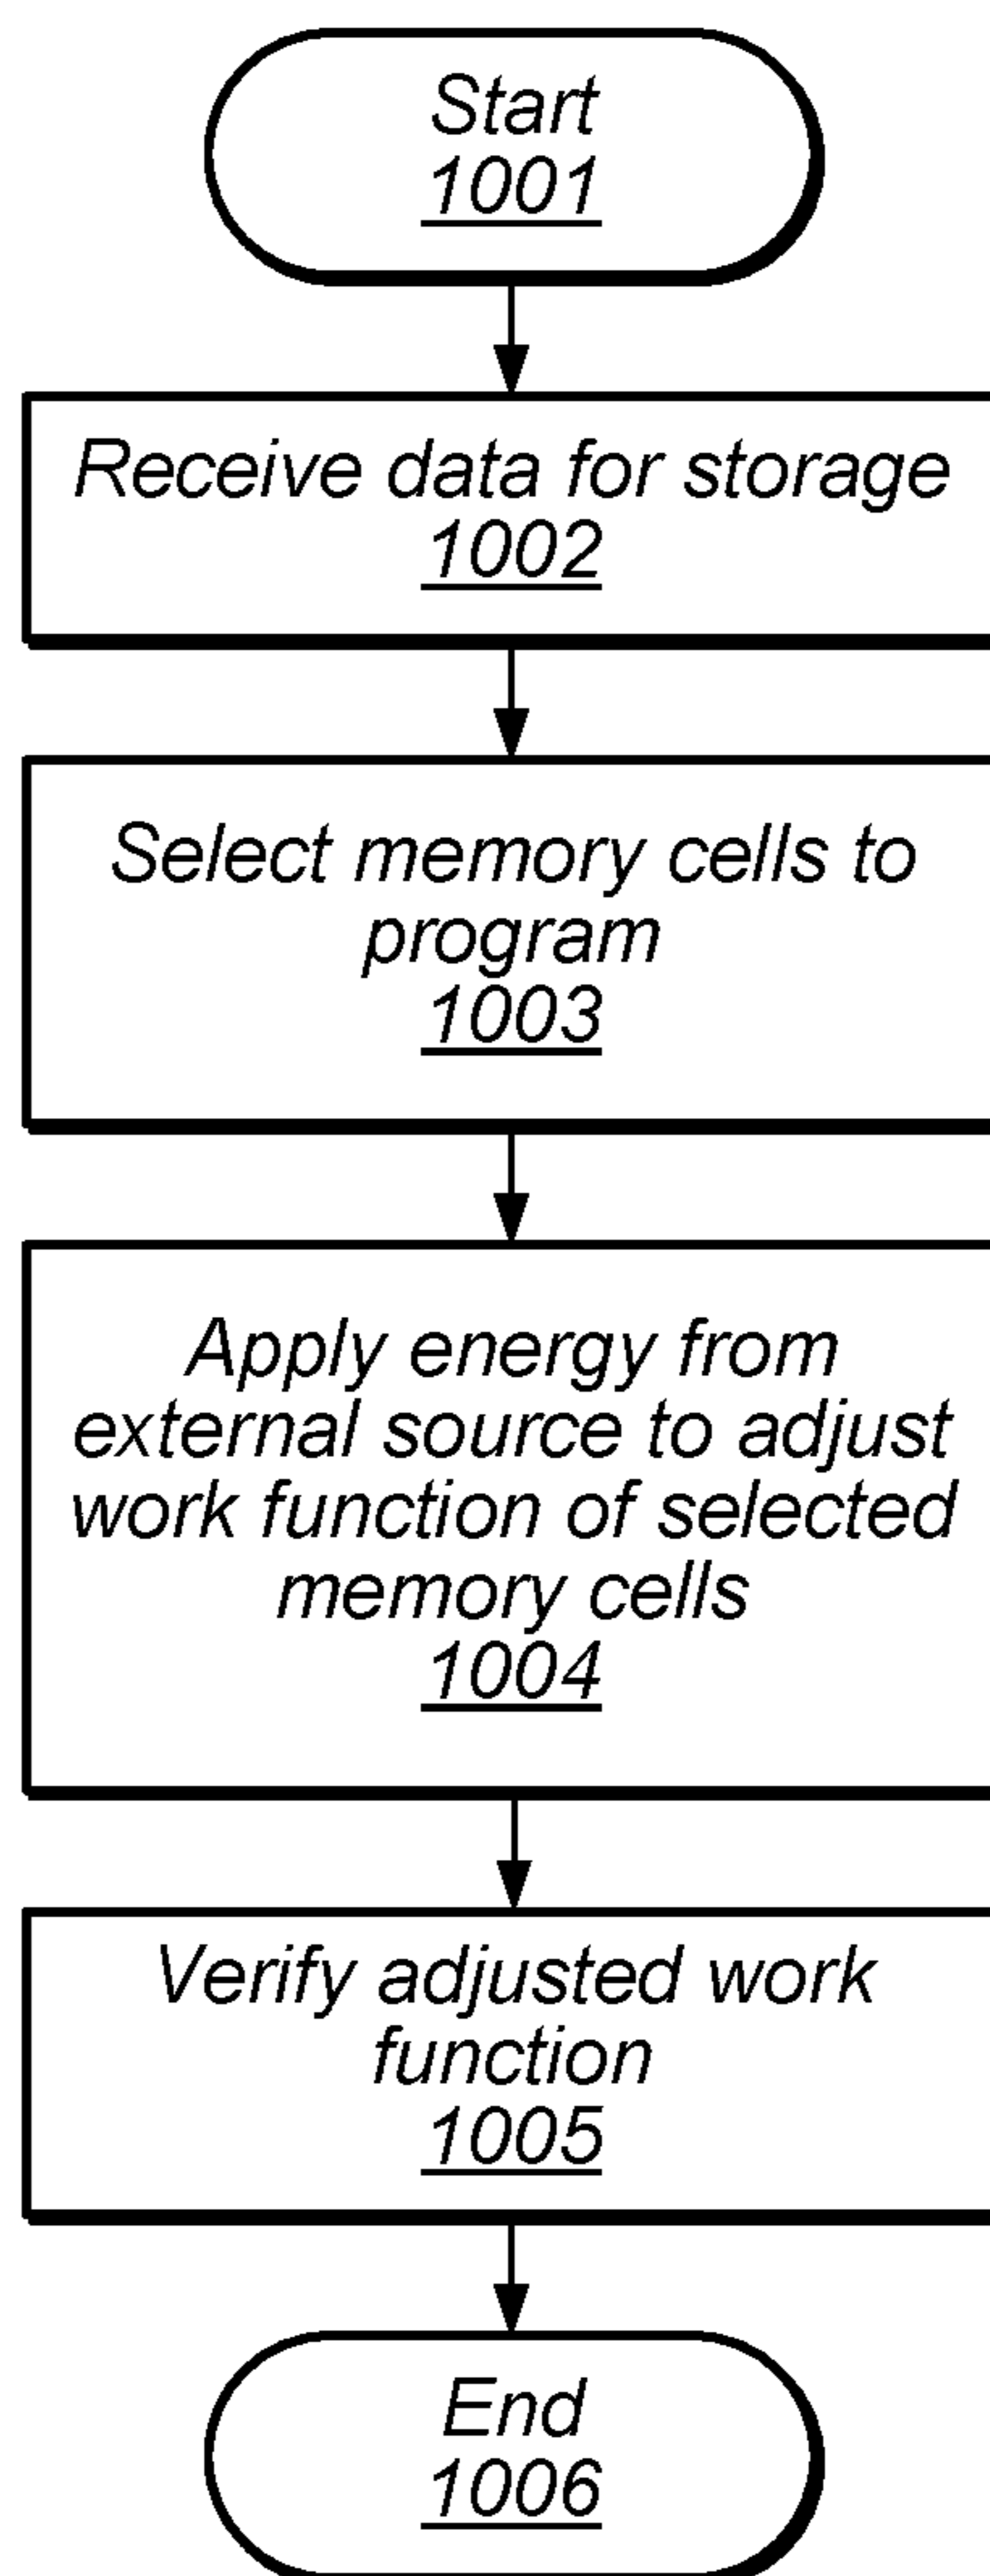 Start
1001
Receive data for storage
1002
Select memory cells to
program
1003
Apply energy from
external source to adjust
work function of selected
memory cells
1004
Verify adjusted work
function
1005
End
1006